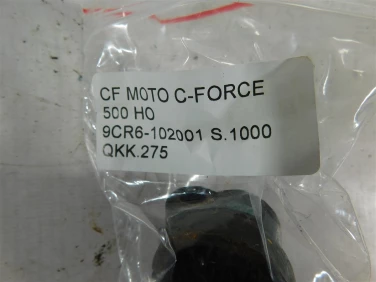 CF MOTO C-FORCE
500 HO
9CR6-102001 S.1000
QKK.275